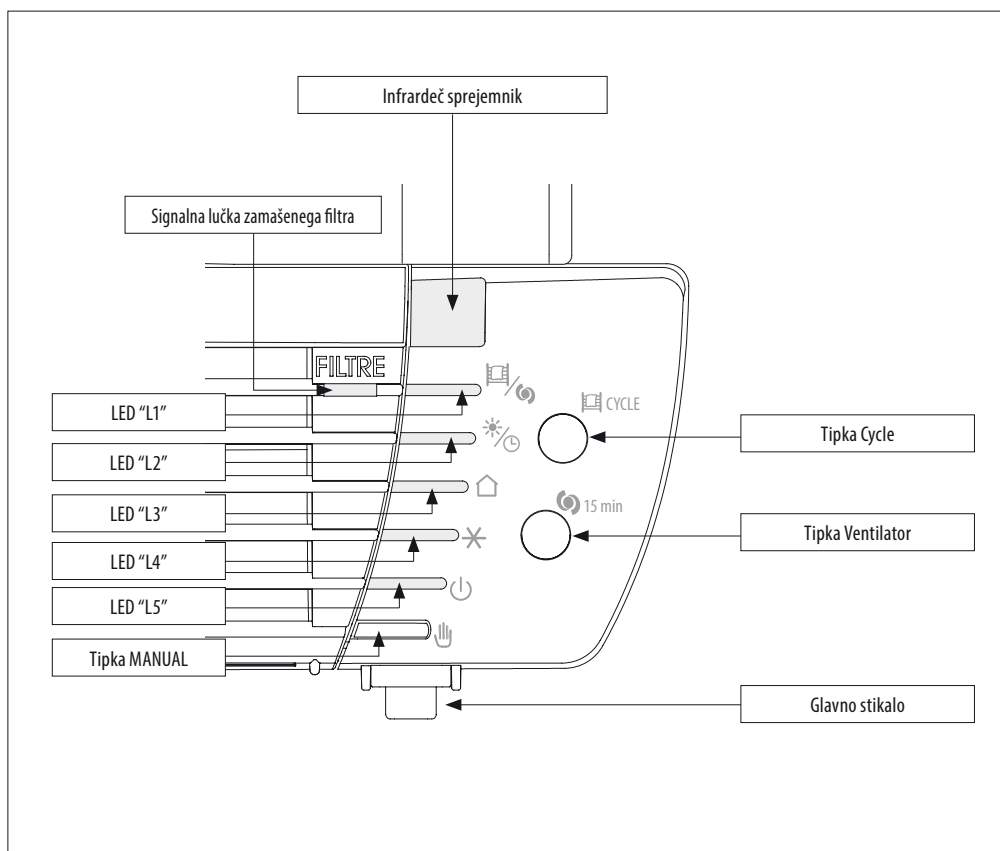 Infrardeč sprejemnik
Signalna lučka zamašenega filtra
FILTRE
CYCLE
LED “L1”
Tipka Cycle
LED “L2”
15 min
LED “L3”
Tipka Ventilator
LED “L4”
LED “L5”
Tipka MANUAL
Glavno stikalo